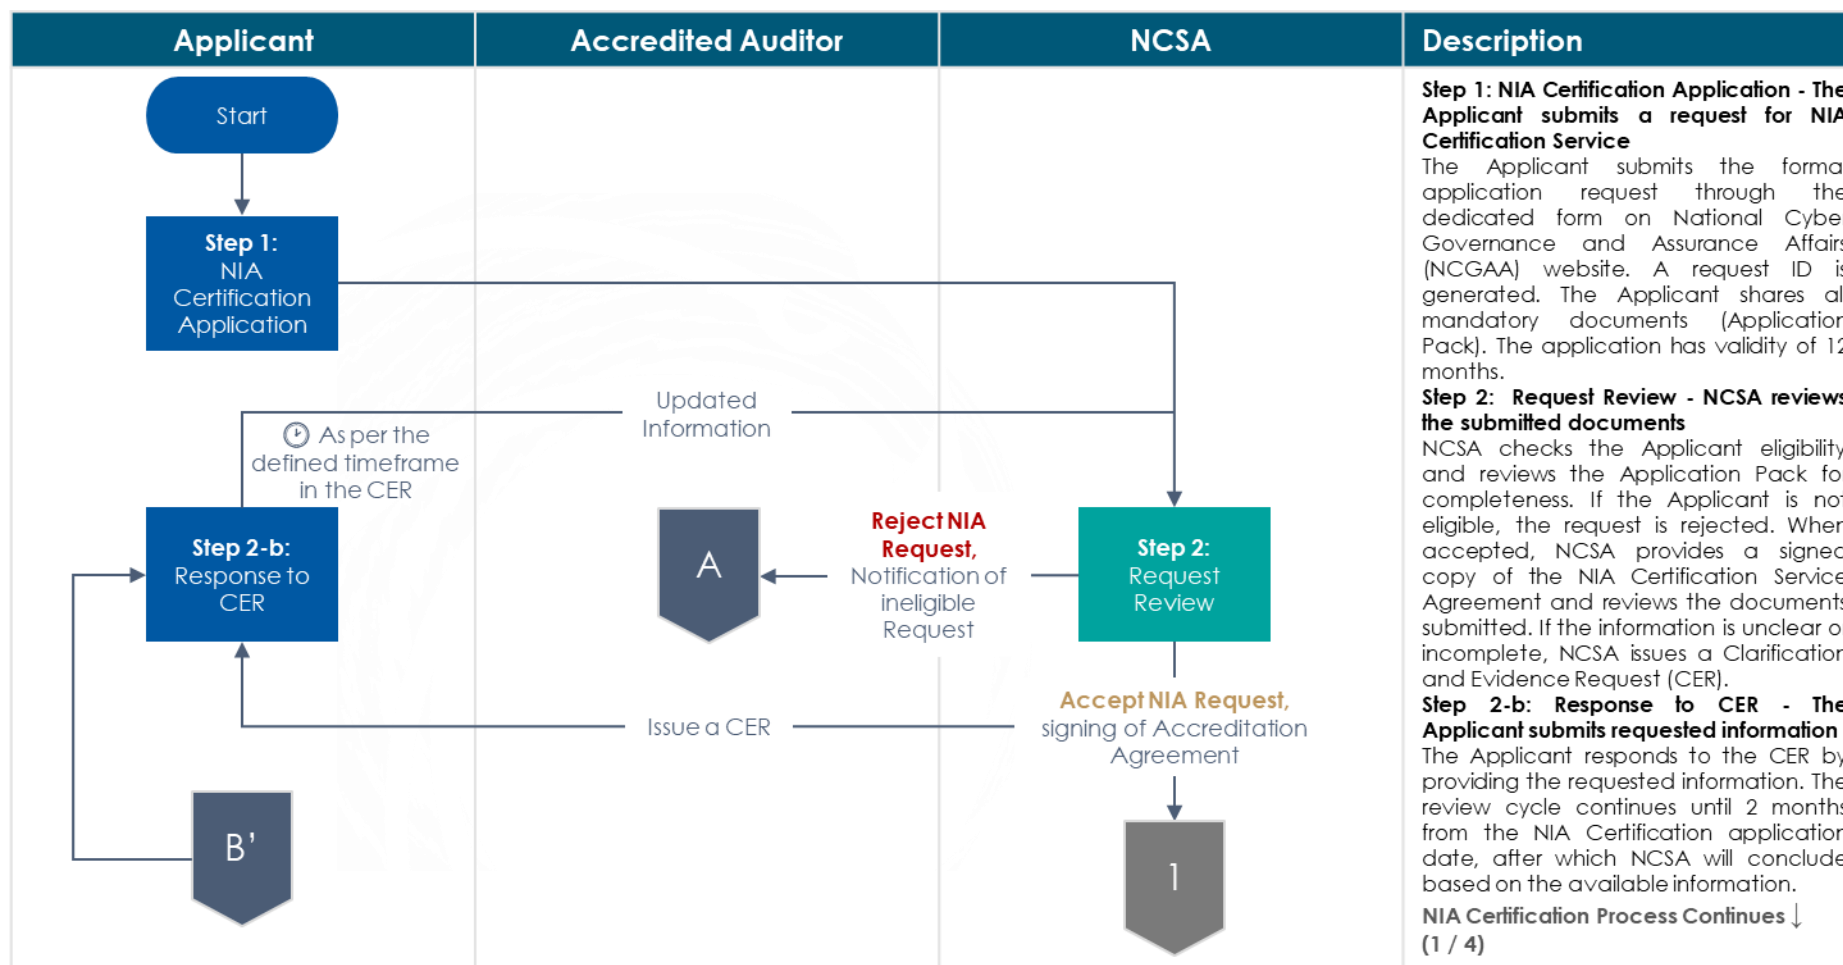 Applicant
Accredited Auditor
NCSA
Description
Start
Step 1:
NIA
Certification
Application
Updated
Information
As per the
defined timeframe
in the CER
Step 2-b:
Response to
CER
A
Reject NIA
Request,
Notification of
ineligible
Request
Step 2:
Request
Review
Issue a CER
Accept NIA Request,
signing of Accreditation
Agreement
B'
1
Step 1: NIA Certification Application - The
Applicant submits a request for NIA
Certification Service
The Applicant submits the formal
application request through the
dedicated form on National Cyber
Governance and Assurance Affairs
(NCGAA) website. A request ID is
generated. The Applicant shares all
mandatory documents (Application
Pack). The application has validity of 12
months.
Step 2: Request Review - NCSA reviews
the submitted documents
NCSA checks the Applicant eligibility
and reviews the Application Pack for
completeness. If the Applicant is not
eligible, the request is rejected. When
accepted, NCSA provides a signed
copy of the NIA Certification Service
Agreement and reviews the documents
submitted. If the information is unclear or
incomplete, NCSA issues a Clarification
and Evidence Request (CER).
Step 2-b: Response to CER - The
Applicant submits requested information
The Applicant responds to the CER by
providing the requested information. The
review cycle continues until 2 months
from the NIA Certification application
date, after which NCSA will conclude
based on the available information.
NIA Certification Process Continues ↓
(1 / 4)